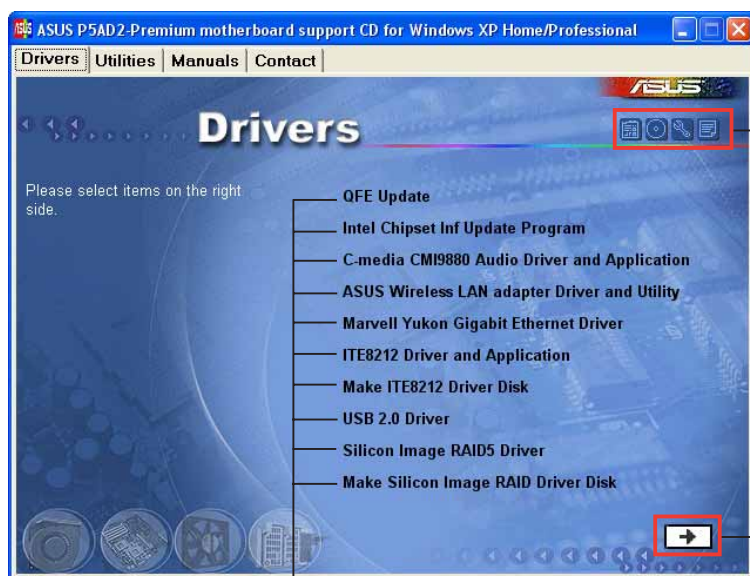 ASUS P5AD2-Premium motherboard support CD for Windows XP Home/Professional
Drivers Utilities Manuals Contact
ASUS
Drivers
Please select items on the right
side.
QFE Update
Intel Chipset Inf Update Program
C-media CMI9880 Audio Driver and Application
ASUS Wireless LAN adapter Driver and Utility
Marvell Yukon Gigabit Ethernet Driver
ITE8212 Driver and Application
Make ITE8212 Driver Disk
USB 2.0 Driver
Silicon Image RAID5 Driver
Make Silicon Image RAID Driver Disk